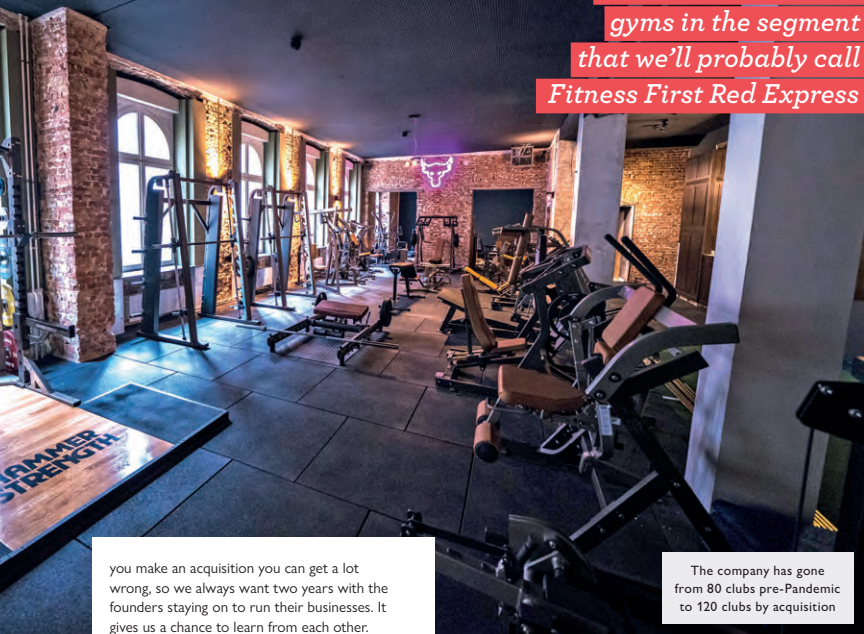 gyms in the segment
that we'll probably call
Fitness First Red Express
HAMMER
STRENGTH
you make an acquisition you can get a lot
wrong, so we always want two years with the
founders staying on to run their businesses. It
gives us a chance to learn from each other.
The company has gone
from 80 clubs pre-Pandemic
to 120 clubs by acquisition